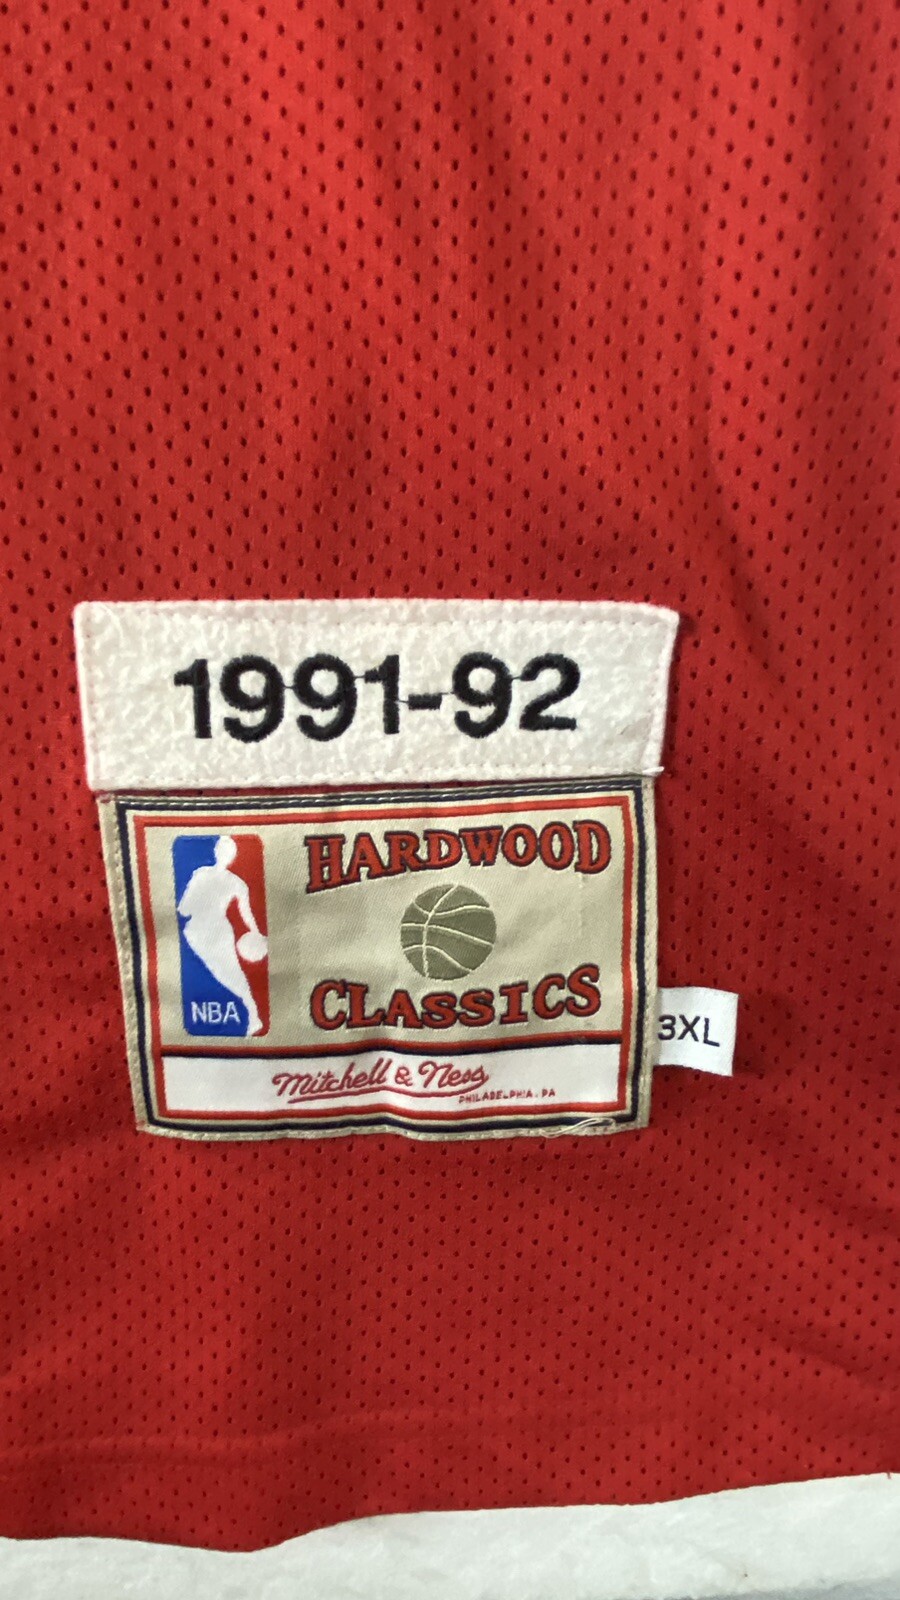 1991-92
HARDWOOD
CLASSICS
NBA
3XL
Mitchell & Ness
PHILADELPHIA, PA